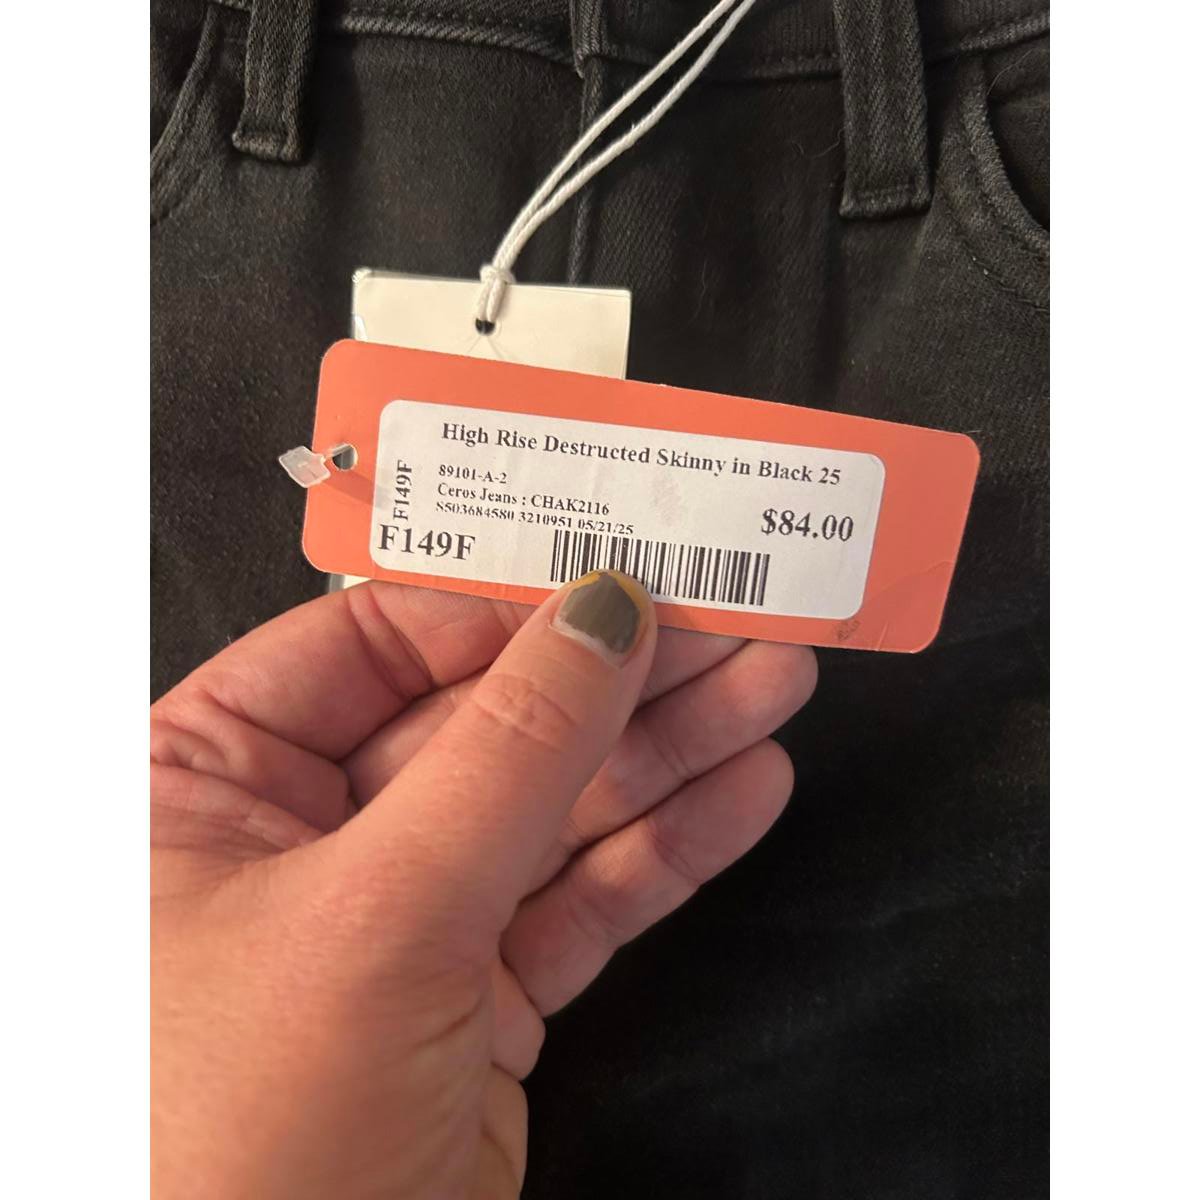 High Rise Destructed Skinny in Black 25
89101-A-2
Ceros Jeans : CHAK2116
S503684580 3210951 05/21/25
$84.00
F149F
F149F